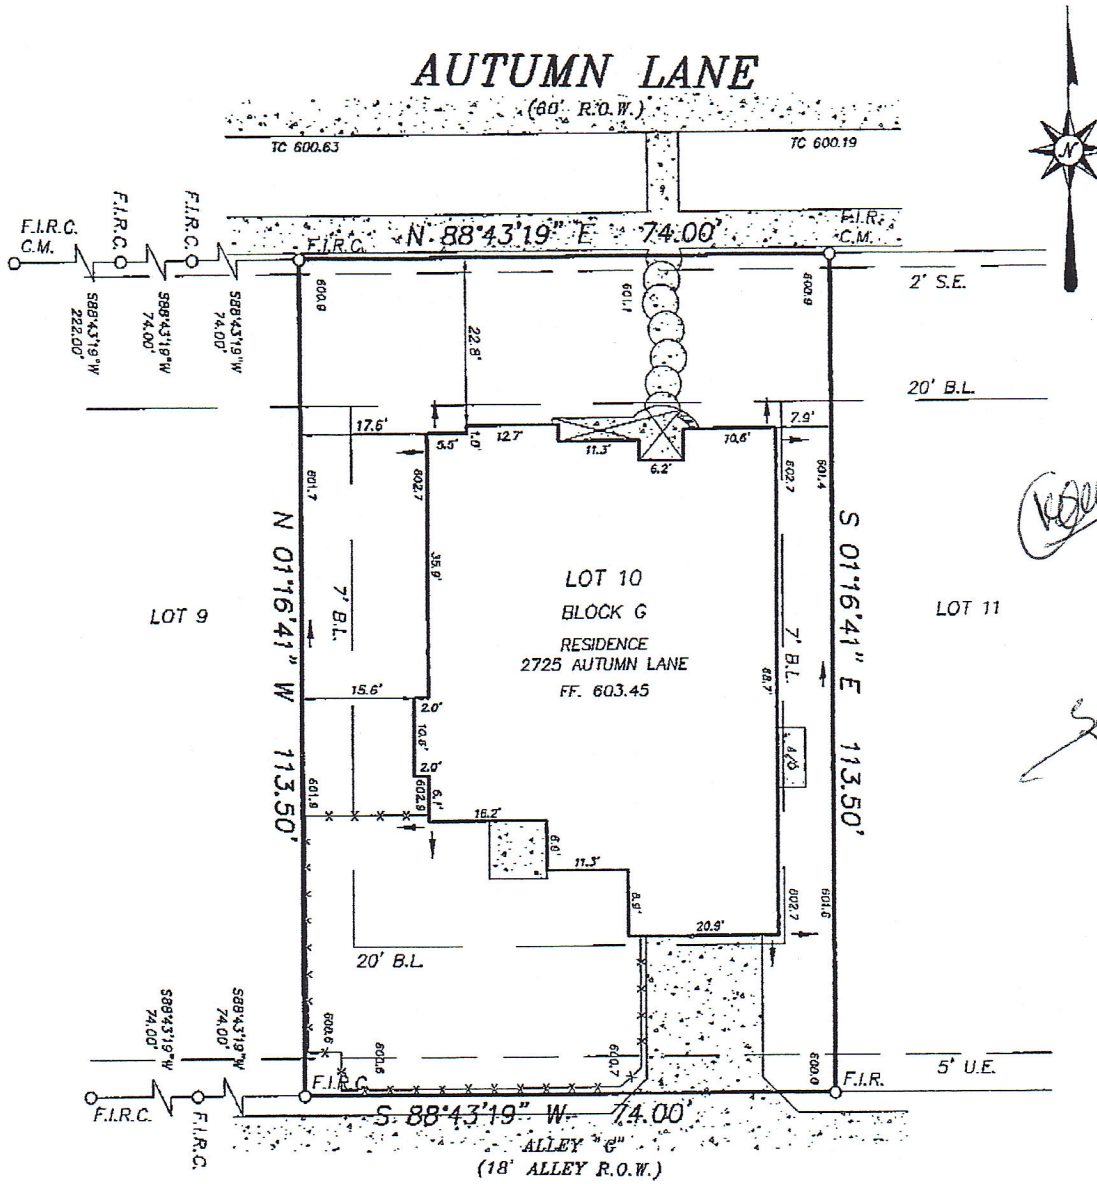 AUTUMN LANE
(60' R.O.W.)
TC 600.63
TC 600.19
N
F.I.R.C.
C.M.
F.I.R.C.
F.I.R.C.
F.I.R.C.
N 88°43'19" E 74.00'
F.I.R.
C.M.
S88°43'19"W
222.00'
S88°43'19"W
74.00'
S88°43'19"W
74.00'
600.9
601.1
600.9
2' S.E.
22.8'
20' B.L.
17.6'
5.5'
1.0'
12.7'
11.3'
6.2'
10.6'
7.9'
601.7
602.7
602.7
601.4
35.9'
N 01°16'41" W 113.50'
S 01°16'41" E 113.50'
LOT 9
7' B.L.
LOT 10
BLOCK G
RESIDENCE
2725 AUTUMN LANE
FF. 603.45
7' B.L.
LOT 11
68.7'
15.6'
2.0'
10.6'
2.0'
601.9
602.9
6.1'
16.2'
11.3'
8.9'
20.9'
602.7
601.6
20' B.L.
S88°43'19"W
74.00'
S88°43'19"W
74.00'
600.6
600.6
600.7
600.0
5' U.E.
F.I.R.C.
F.I.R.C.
F.I.R.C.
F.I.R.
S 88°43'19" W 74.00'
ALLEY "G"
(18' ALLEY R.O.W.)